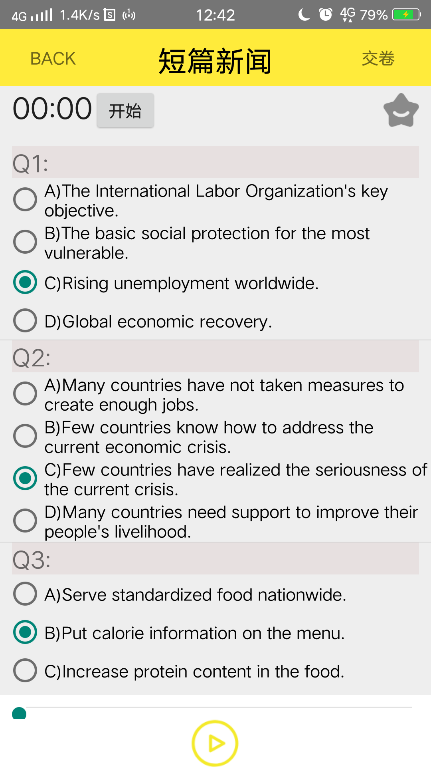 4G 1.4K/s 12:42 4G 79%
BACK 短篇新闻 交卷
00:00 开始
Q1:
A)The International Labor Organization's key
objective.
B)The basic social protection for the most
vulnerable.
C)Rising unemployment worldwide.
D)Global economic recovery.
Q2:
A)Many countries have not taken measures to
create enough jobs.
B)Few countries know how to address the
current economic crisis.
C)Few countries have realized the seriousness of
the current crisis.
D)Many countries need support to improve their
people's livelihood.
Q3:
A)Serve standardized food nationwide.
B)Put calorie information on the menu.
C)Increase protein content in the food.